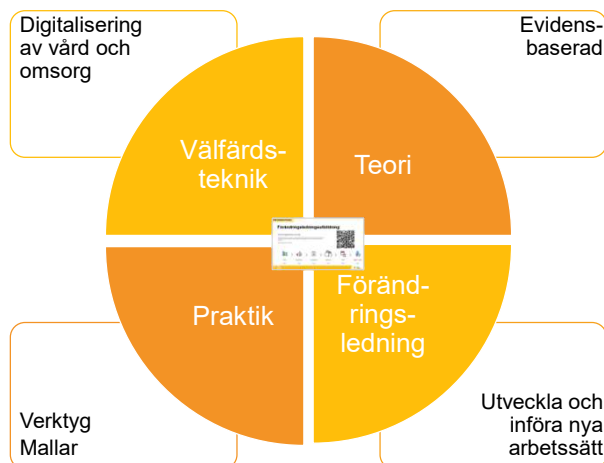 Digitalisering
av vård och
omsorg
Evidens-
baserad
Välfärds-
teknik
Teori
Förändringsledningsutbildning
Praktik
Föränd-
rings-
ledning
Verktyg
Mallar
Utveckla och
införa nya
arbetssätt